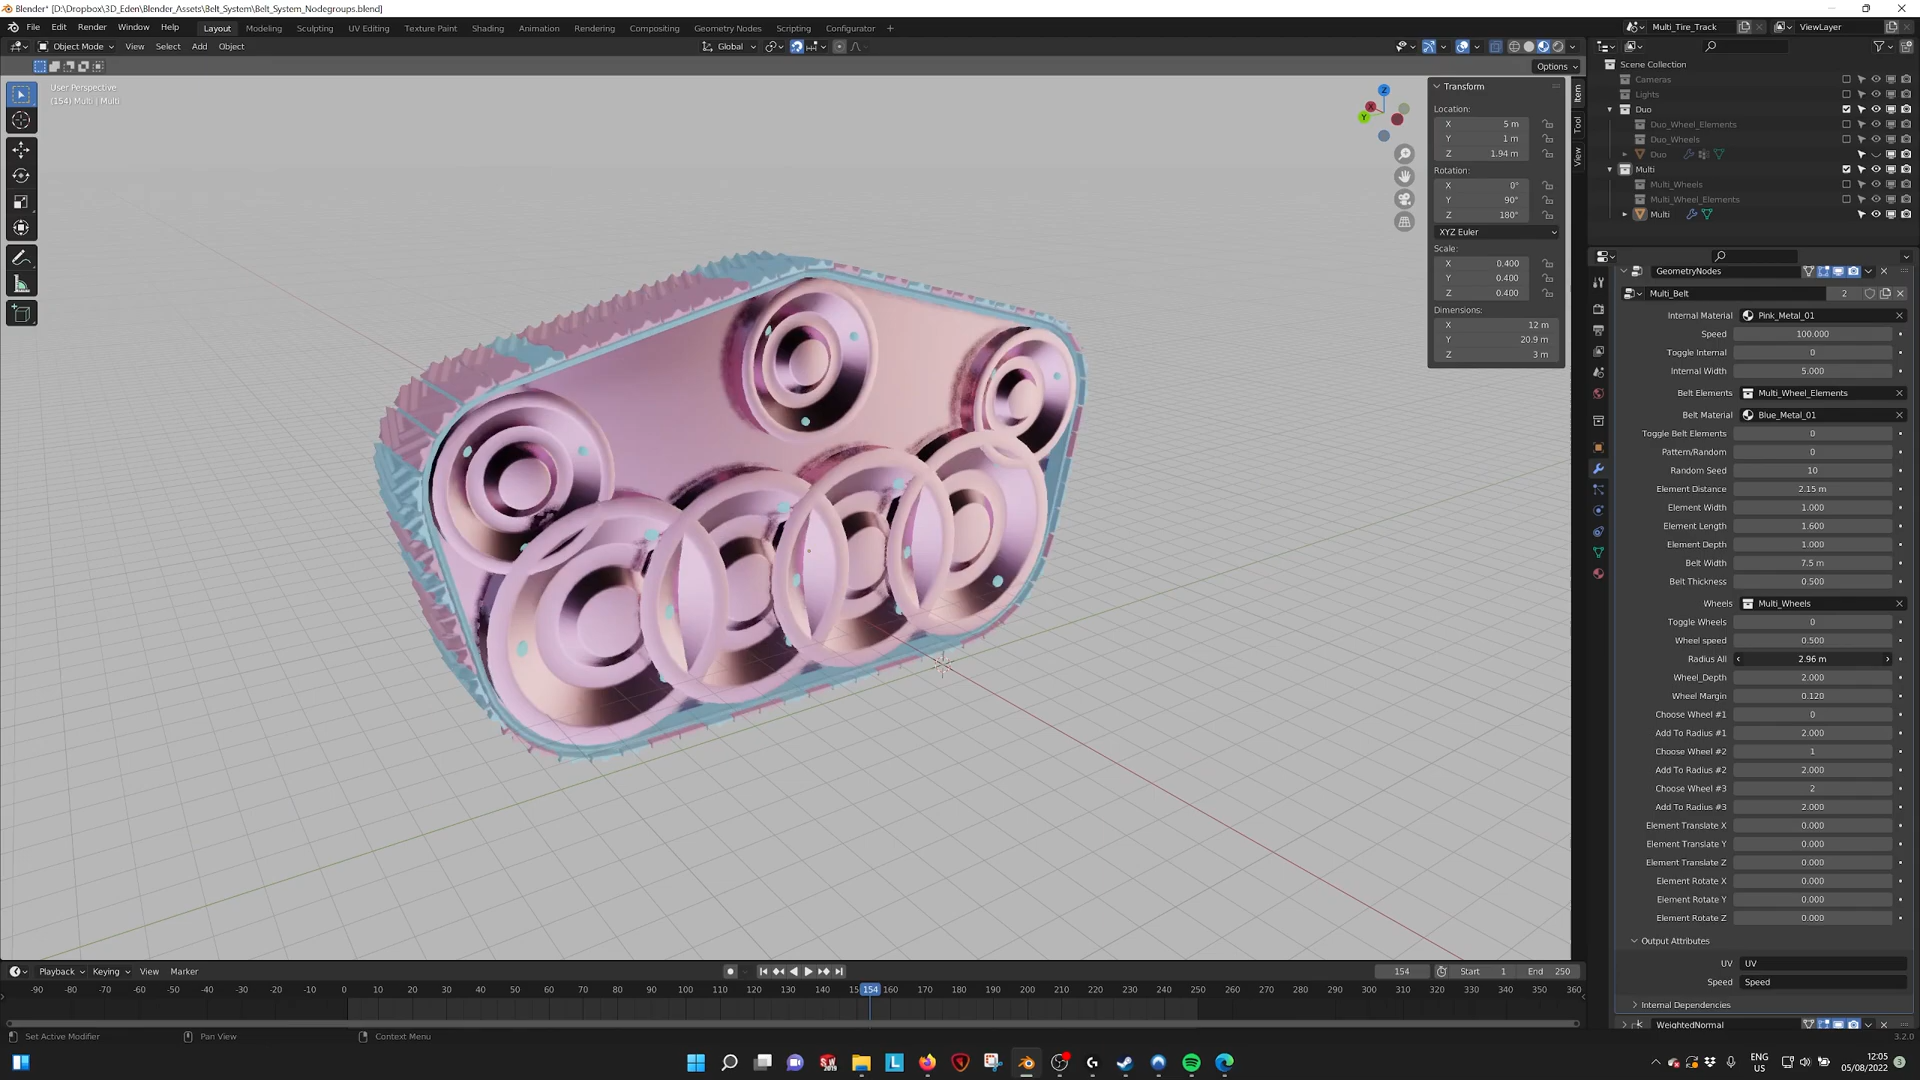 Blender* [D:\Dropbox\3D_Eden\Blender_Assets\Belt_System\Belt_System_Nodegroups.blend]
File Edit Render Window Help Layout Modeling Sculpting UV Editing Texture Paint Shading Animation Rendering Compositing Geometry Nodes Scripting Configurator + Multi_Tire_Track ViewLayer
Object Mode View Select Add Object Global
Options
User Perspective
(154) Multi | Multi
Z
X
Y
Item
Tool
View
Transform
Location:
X 5 m
Y 1 m
Z 1.94 m
Rotation:
X 0°
Y 90°
Z 180°
XYZ Euler
Scale:
X 0.400
Y 0.400
Z 0.400
Dimensions:
X 12 m
Y 20.9 m
Z 3 m
Scene Collection
Cameras
Lights
Duo
Duo_Wheel_Elements
Duo_Wheels
Duo
Multi
Multi_Wheels
Multi_Wheel_Elements
Multi
GeometryNodes
Multi_Belt 2
Internal Material Pink_Metal_01
Speed 100.000
Toggle Internal 0
Internal Width 5.000
Belt Elements Multi_Wheel_Elements
Belt Material Blue_Metal_01
Toggle Belt Elements 0
Pattern/Random 0
Random Seed 10
Element Distance 2.15 m
Element Width 1.000
Element Length 1.600
Element Depth 1.000
Belt Width 7.5 m
Belt Thickness 0.500
Wheels Multi_Wheels
Toggle Wheels 0
Wheel speed 0.500
Radius All 2.96 m
Wheel_Depth 2.000
Wheel Margin 0.120
Choose Wheel #1 0
Add To Radius #1 2.000
Choose Wheel #2 1
Add To Radius #2 2.000
Choose Wheel #3 2
Add To Radius #3 2.000
Element Translate X 0.000
Element Translate Y 0.000
Element Translate Z 0.000
Element Rotate X 0.000
Element Rotate Y 0.000
Element Rotate Z 0.000
Output Attributes
UV UV
Speed Speed
Internal Dependencies
WeightedNormal
Playback Keying View Marker 154 Start 1 End 250
-90 -80 -70 -60 -50 -40 -30 -20 -10 0 10 20 30 40 50 60 70 80 90 100 110 120 130 140 154 160 170 180 190 200 210 220 230 240 250 260 270 280 290 300 310 320 330 340 350 360
Set Active Modifier Pan View Context Menu 3.2.0
ENG
US
12:05
05/08/2022
3